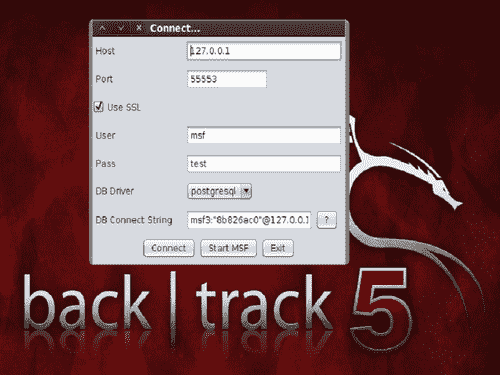 Connect...
Host 127.0.0.1
Port 55553
Use SSL
User msf
Pass test
DB Driver postgresql
DB Connect String msf3:"8b826ac0"@127.0.0.1 ?
Connect Start MSF Exit
back | track 5